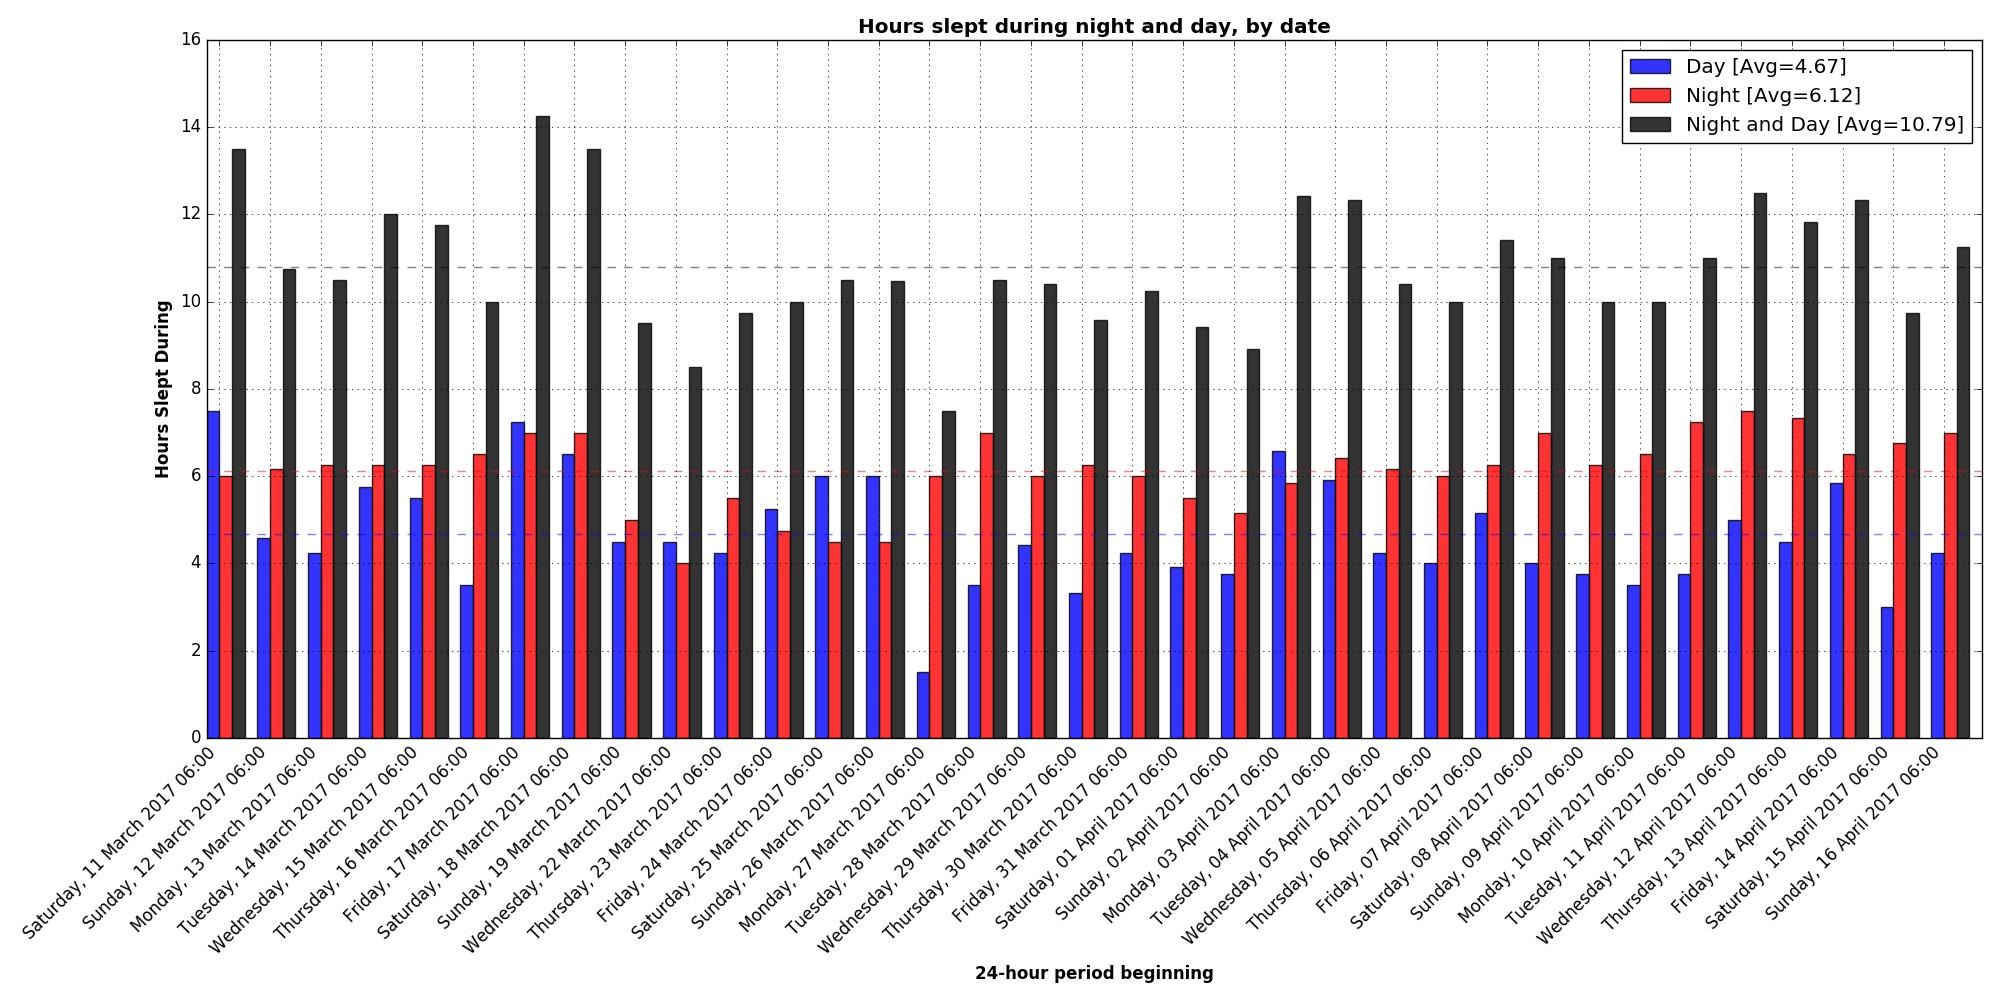 Hours slept during night and day, by date
Day [Avg=4.67]
Night [Avg=6.12]
Night and Day [Avg=10.79]
Hours Slept During
16
14
12
10
8
6
4
2
0
Saturday, 11 March 2017 06:00
Sunday, 12 March 2017 06:00
Monday, 13 March 2017 06:00
Tuesday, 14 March 2017 06:00
Wednesday, 15 March 2017 06:00
Thursday, 16 March 2017 06:00
Friday, 17 March 2017 06:00
Saturday, 18 March 2017 06:00
Sunday, 19 March 2017 06:00
Wednesday, 22 March 2017 06:00
Thursday, 23 March 2017 06:00
Friday, 24 March 2017 06:00
Saturday, 25 March 2017 06:00
Sunday, 26 March 2017 06:00
Monday, 27 March 2017 06:00
Tuesday, 28 March 2017 06:00
Wednesday, 29 March 2017 06:00
Thursday, 30 March 2017 06:00
Friday, 31 March 2017 06:00
Saturday, 01 April 2017 06:00
Sunday, 02 April 2017 06:00
Monday, 03 April 2017 06:00
Tuesday, 04 April 2017 06:00
Wednesday, 05 April 2017 06:00
Thursday, 06 April 2017 06:00
Friday, 07 April 2017 06:00
Saturday, 08 April 2017 06:00
Sunday, 09 April 2017 06:00
Monday, 10 April 2017 06:00
Tuesday, 11 April 2017 06:00
Wednesday, 12 April 2017 06:00
Thursday, 13 April 2017 06:00
Friday, 14 April 2017 06:00
Saturday, 15 April 2017 06:00
Sunday, 16 April 2017 06:00
24-hour period beginning